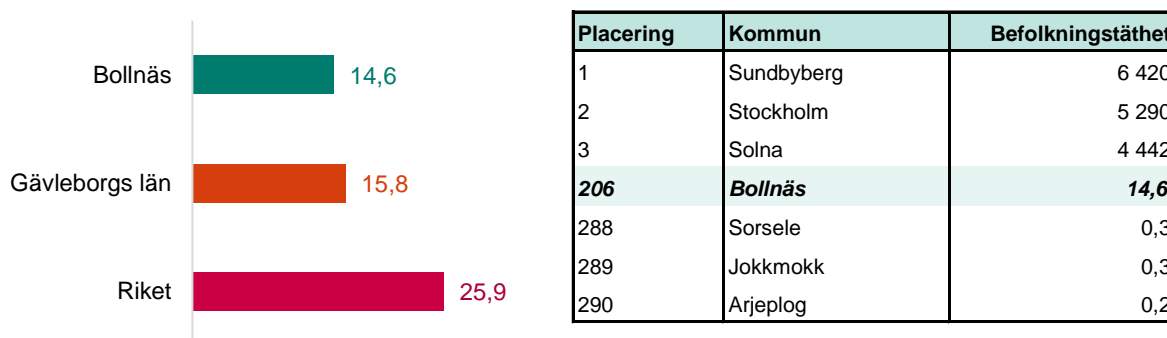 Bollnäs 14,6
Gävleborgs län 15,8
Riket 25,9
Placering Kommun Befolkningstäthet
1 Sundbyberg 6 420
2 Stockholm 5 290
3 Solna 4 442
206 Bollnäs 14,6
288 Sorsele 0,3
289 Jokkmokk 0,3
290 Arjeplog 0,2